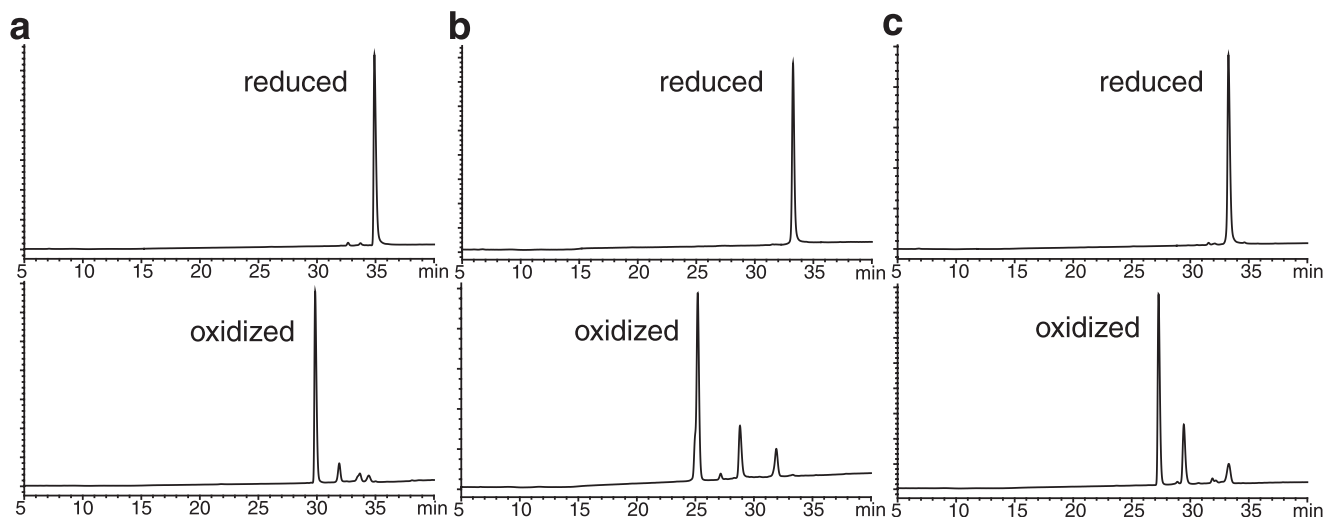 a b c
reduced reduced reduced
5 10 15 20 25 30 35 min 5 10 15 20 25 30 35 min 5 10 15 20 25 30 35 min
oxidized oxidized oxidized
5 10 15 20 25 30 35 min 5 10 15 20 25 30 35 min 5 10 15 20 25 30 35 min